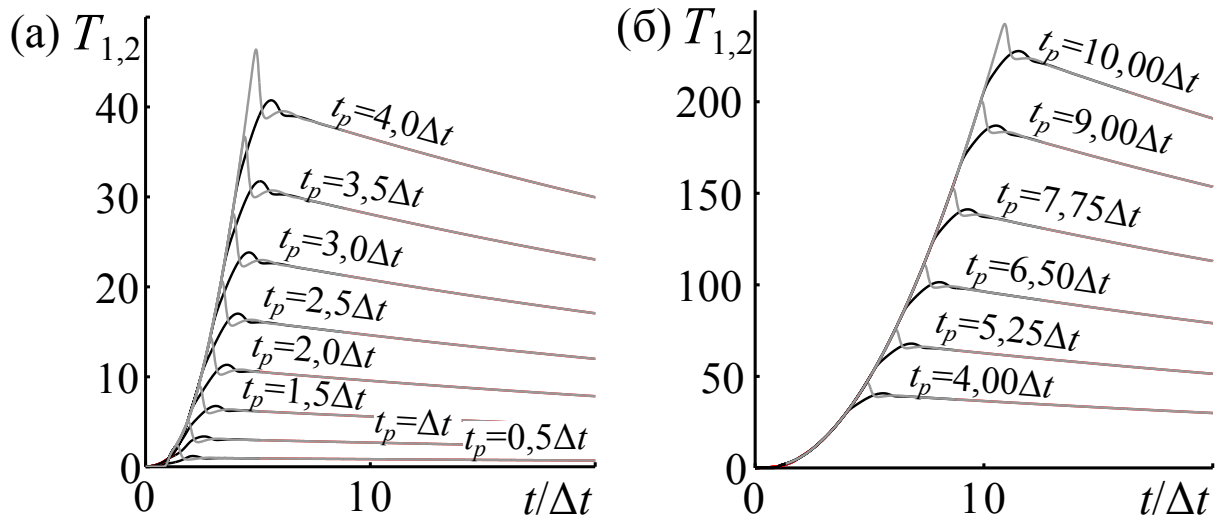 (а) T1,2
40
30
20
10
0
0
10
t/Δt
tp=4,0Δt
tp=3,5Δt
tp=3,0Δt
tp=2,5Δt
tp=2,0Δt
tp=1,5Δt
tp=Δt
tp=0,5Δt
(б) T1,2
200
150
100
50
0
0
10
t/Δt
tp=10,00Δt
tp=9,00Δt
tp=7,75Δt
tp=6,50Δt
tp=5,25Δt
tp=4,00Δt